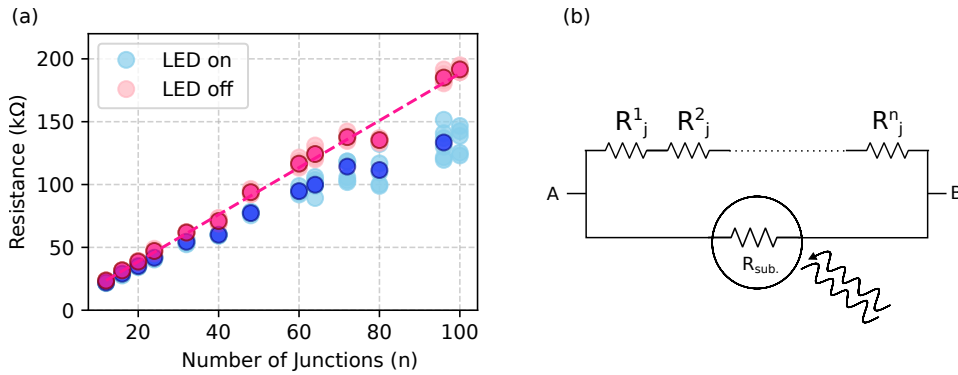 (a)
Resistance (kΩ)
200
150
100
50
0
LED on
LED off
20
40
60
80
100
Number of Junctions (n)
(b)
R¹ⱼ
R²ⱼ
Rⁿⱼ
A
B
Rsub.